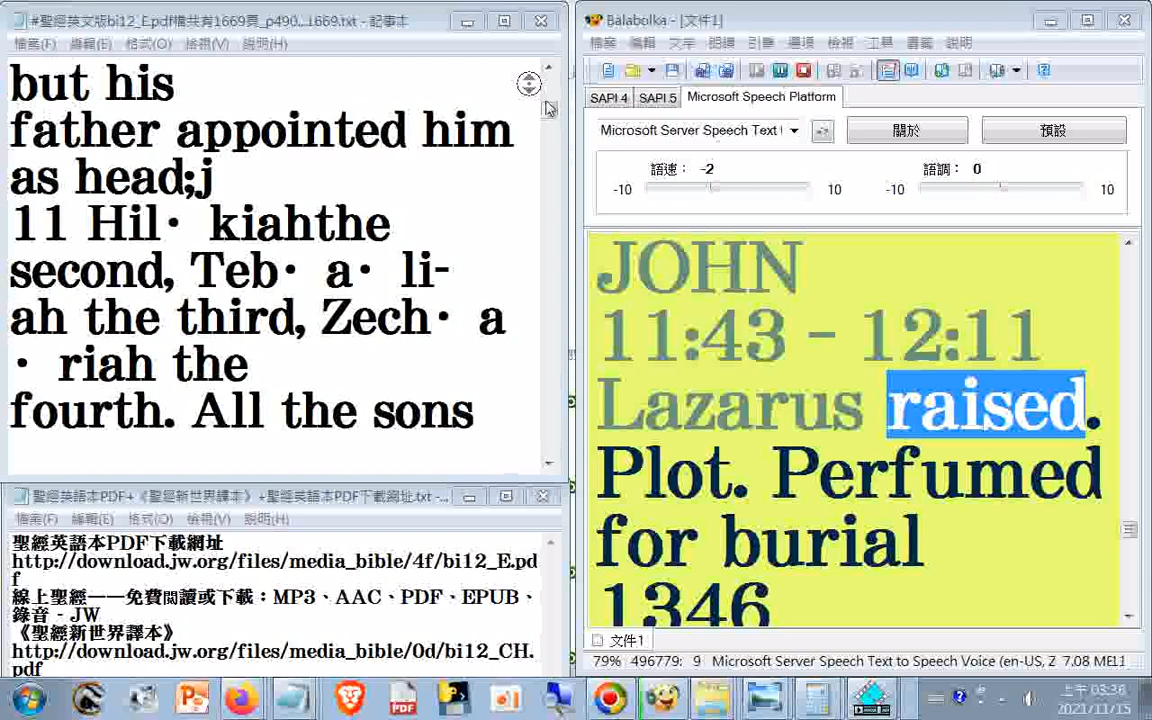 #聖經英文版bi12_E.pdf檔共有1669頁_p490...1669.txt - 記事本
檔案(F) 編輯(E) 格式(O) 檢視(V) 說明(H)
but his
father appointed him
as head;j
11 Hil· kiahthe
second, Teb· a· li-
ah the third, Zech· a
· riah the
fourth. All the sons
聖經英語本PDF+《聖經新世界譯本》+聖經英語本PDF下載網址.txt -...
檔案(F) 編輯(E) 格式(O) 檢視(V) 說明(H)
聖經英語本PDF下載網址
http://download.jw.org/files/media_bible/4f/bi12_E.pd
f
線上聖經——免費閱讀或下載：MP3、AAC、PDF、EPUB、
錄音 - JW
《聖經新世界譯本》
http://download.jw.org/files/media_bible/0d/bi12_CH.
pdf
Balabolka - [文件1]
檔案 編輯 文字 朗讀 引擎 選項 檢視 工具 書籤 說明
SAPI 4 SAPI 5 Microsoft Speech Platform
Microsoft Server Speech Text 關於 預設
語速： -2 語調： 0
-10 10 -10 10
JOHN
11:43 – 12:11
Lazarus raised.
Plot. Perfumed
for burial
1346
文件1
79% 496779: 9 Microsoft Server Speech Text to Speech Voice (en-US, Z 7.08 ME11
上午 03:36
2021/11/15